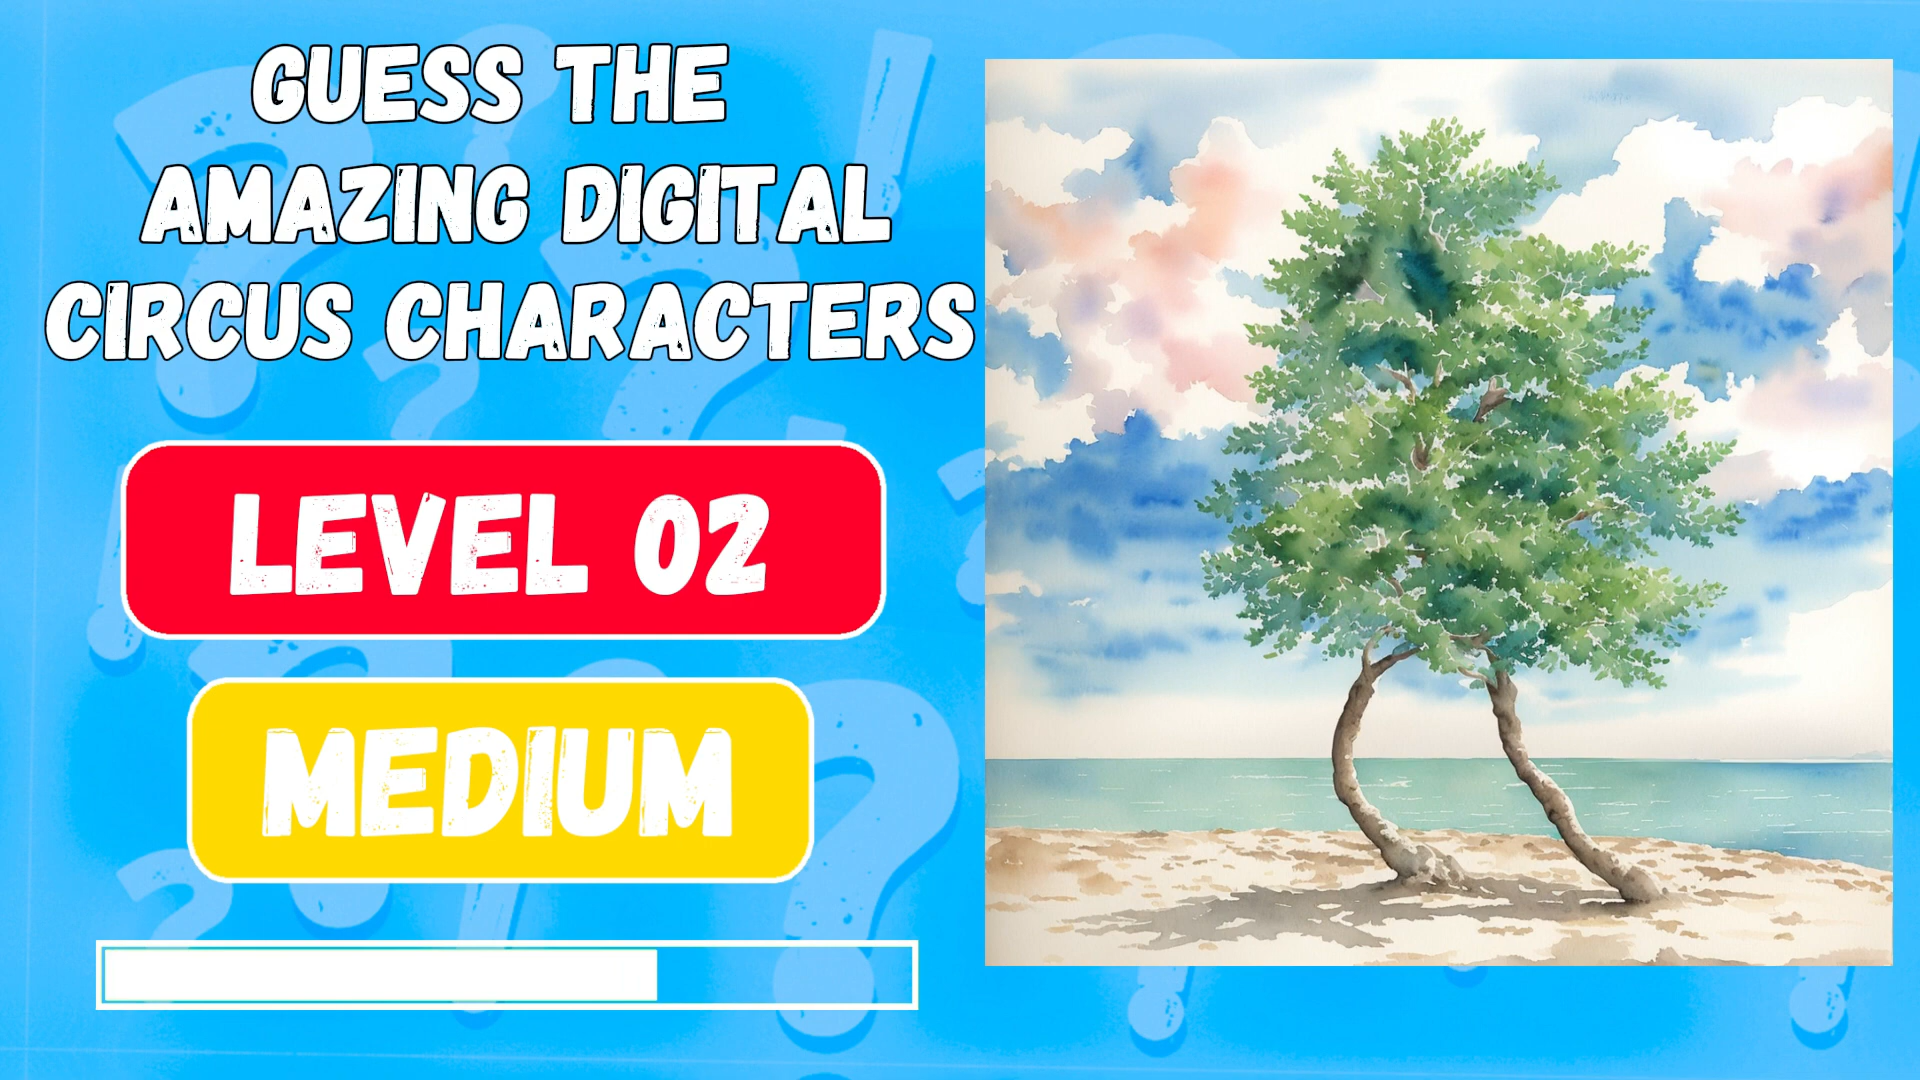 GUESS THE
AMAZING DIGITAL
CIRCUS CHARACTERS
LEVEL 02
MEDIUM